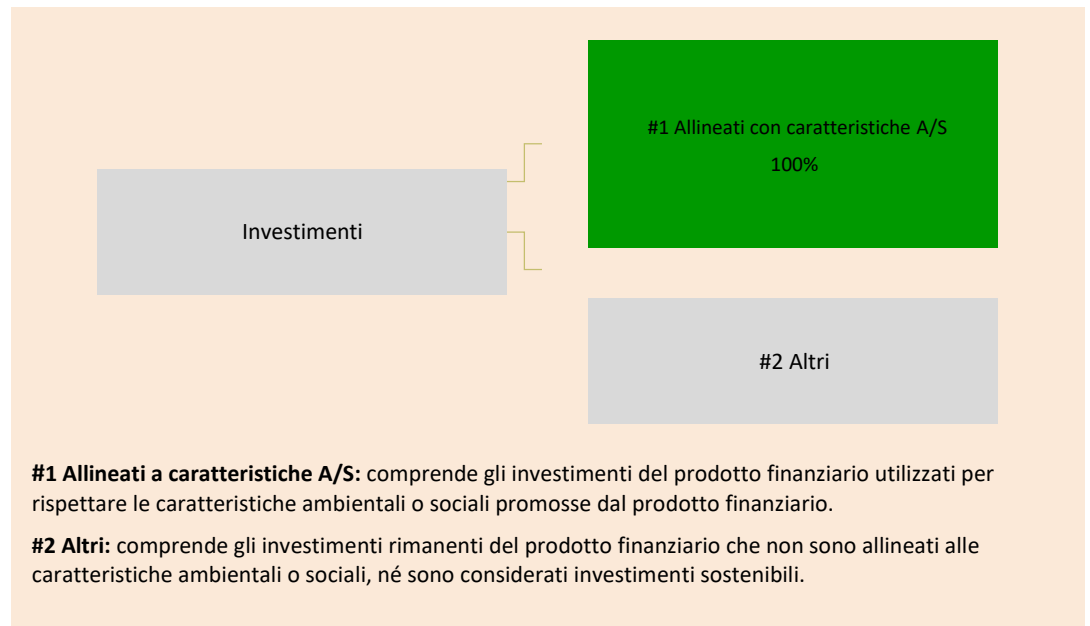 #1 Allineati con caratteristiche A/S
100%
Investimenti
#2 Altri
#1 Allineati a caratteristiche A/S: comprende gli investimenti del prodotto finanziario utilizzati per
rispettare le caratteristiche ambientali o sociali promosse dal prodotto finanziario.
#2 Altri: comprende gli investimenti rimanenti del prodotto finanziario che non sono allineati alle
caratteristiche ambientali o sociali, né sono considerati investimenti sostenibili.